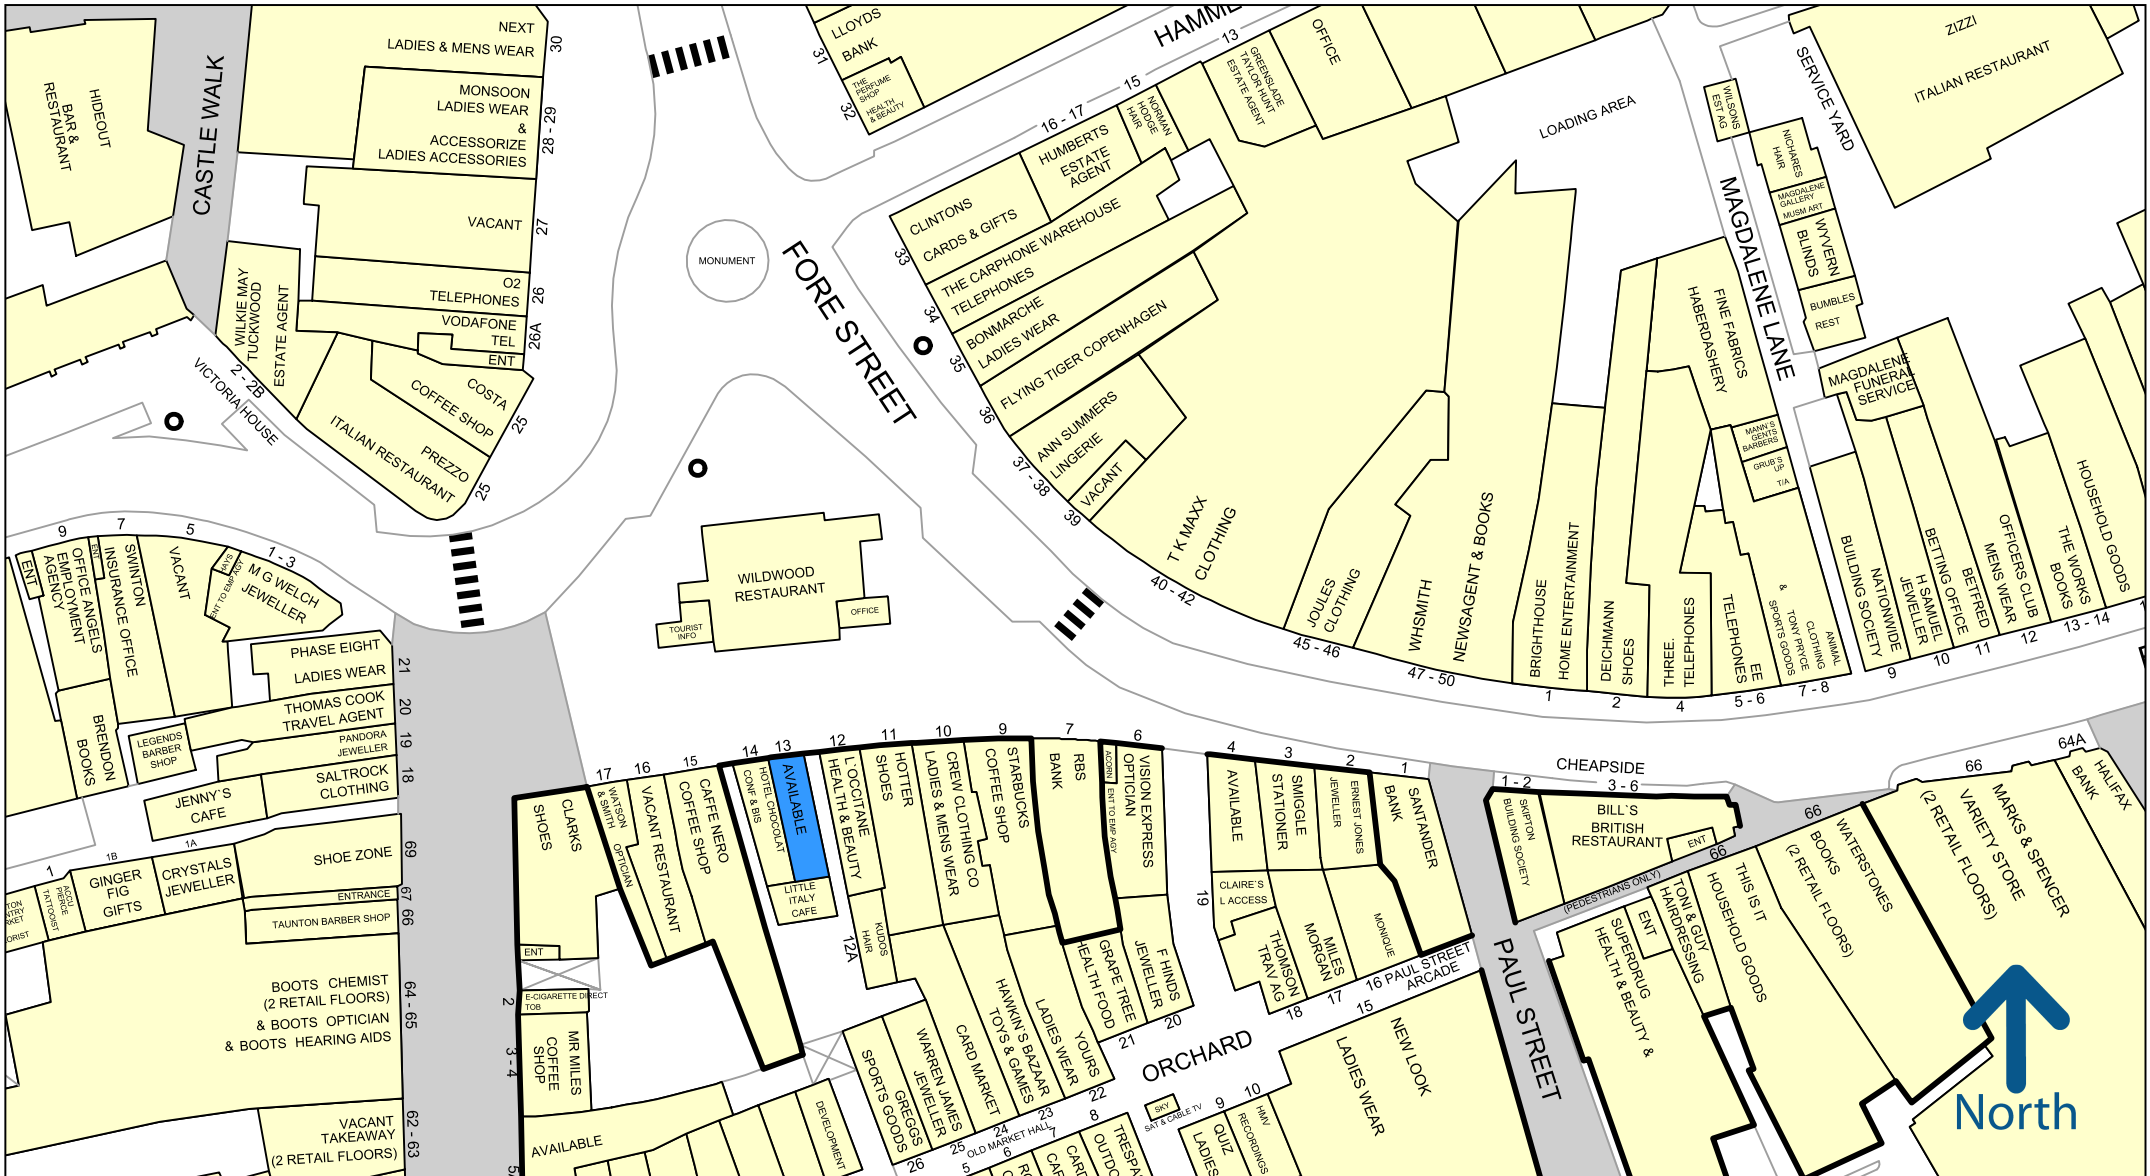 NEXT
LADIES & MENS WEAR
30
MONSOON
LADIES WEAR
&
ACCESSORIZE
LADIES ACCESSORIES
28 - 29
VACANT
27
O2
TELEPHONES
26
VODAFONE
TEL
26A
ENT
COSTA
COFFEE SHOP
25
PREZZO
ITALIAN RESTAURANT
25
HIDEOUT
BAR &
RESTAURANT
CASTLE WALK
WILKIE MAY
TUCKWOOD
ESTATE AGENT
2 - 2B
VICTORIA HOUSE
LLOYDS
BANK
31
THE
PERFUME
SHOP
HEALTH
& BEAUTY
32
HAMME
13
15
16 - 17
OFFICE
GREENSLADE
TAYLOR HUNT
ESTATE AGENT
NORMAN
HODGE
HAIR
HUMBERTS
ESTATE
AGENT
CLINTONS
CARDS & GIFTS
33
THE CARPHONE WAREHOUSE
TELEPHONES
34
BONMARCHE
LADIES WEAR
35
FLYING TIGER COPENHAGEN
36
ANN SUMMERS
LINGERIE
37 - 38
VACANT
39
T K MAXX
CLOTHING
40 - 42
JOULES
CLOTHING
45 - 46
WHSMITH
NEWSAGENT & BOOKS
47 - 50
BRIGHTHOUSE
HOME ENTERTAINMENT
1
DEICHMANN
SHOES
2
THREE.
TELEPHONES
4
EE
TELEPHONES
5 - 6
ANIMAL
CLOTHING
&
TONY PRYCE
SPORTS GOODS
7 - 8
FINE FABRICS
HABERDASHERY
MANN`S
GENTS
BARBERS
GRUB`S
UP
T/A
LOADING AREA
MAGDALENE LANE
SERVICE YARD
ZIZZI
ITALIAN RESTAURANT
WILSONS
EST AG
NICHARES
HAIR
MAGDALENE
GALLERY
MUSM ART
WYVERN
BLINDS
BUMBLES
REST
MAGDALENE
FUNERAL
SERVICE
NATIONWIDE
BUILDING SOCIETY
9
H SAMUEL
JEWELLER
10
BETFRED
BETTING OFFICE
11
OFFICERS CLUB
MENS WEAR
12
THE WORKS
BOOKS
13 - 14
HOUSEHOLD GOODS
MONUMENT
FORE STREET
WILDWOOD
RESTAURANT
OFFICE
TOURIST
INFO
9
7
5
1 - 3
ENT
OFFICE ANGELS
EMPLOYMENT
AGENCY
ENT
SWINTON
INSURANCE OFFICE
VACANT
HAYS
ENT TO EMP AGY
M G WELCH
JEWELLER
BRENDON
BOOKS
LEGENDS
BARBER
SHOP
PHASE EIGHT
LADIES WEAR
21
THOMAS COOK
TRAVEL AGENT
20
PANDORA
JEWELLER
19
SALTROCK
CLOTHING
18
JENNY`S
CAFE
SHOE ZONE
69
ENTRANCE
67
TAUNTON BARBER SHOP
66
1
1B
1A
ACCU
PIERCE
TATTOOIST
GINGER
FIG
GIFTS
CRYSTALS
JEWELLER
BOOTS CHEMIST
(2 RETAIL FLOORS)
& BOOTS OPTICIAN
& BOOTS HEARING AIDS
64 - 65
VACANT
TAKEAWAY
(2 RETAIL FLOORS)
62 - 63
17
16
15
14
13
12
11
10
9
7
6
4
3
2
1
CLARKS
SHOES
ENT
WATSON
& SMITH
OPTICIAN
VACANT RESTAURANT
CAFFE NERO
COFFEE SHOP
HOTEL CHOCOLAT
CONF & BIS
AVAILABLE
LITTLE
ITALY
CAFE
L`OCCITANE
HEALTH & BEAUTY
12A
KUDOS
HAIR
HOTTER
SHOES
CREW CLOTHING CO
LADIES & MENS WEAR
STARBUCKS
COFFEE SHOP
RBS
BANK
ACORN
ENT TO EMP AGY
VISION EXPRESS
OPTICIAN
F HINDS
JEWELLER
20
GRAPE TREE
HEALTH FOOD
21
YOURS
LADIES WEAR
22
HAWKIN`S BAZAAR
TOYS & GAMES
23
CARD MARKET
24
WARREN JAMES
JEWELLER
25
GREGGS
SPORTS GOODS
26
OLD MARKET HALL
E-CIGARETTE DIRECT
TOB
2
MR MILES
COFFEE
SHOP
3 - 4
AVAILABLE
DEVELOPMENT
AVAILABLE
SMIGGLE
STATIONER
ERNEST JONES
JEWELLER
SANTANDER
BANK
19
CLAIRE`S
L ACCESS
THOMSON
TRAV AG
18
MILES
MORGAN
17
MONIQUE
16 PAUL STREET
ARCADE
15
ORCHARD
NEW LOOK
LADIES WEAR
SKY
SAT & CABLE TV
5
6
7
8
9
10
QUIZ
LADIES
HMV
RECORDINGS
PAUL STREET
CHEAPSIDE
1 - 2
3 - 6
SKIPTON
BUILDING SOCIETY
BILL`S
BRITISH
RESTAURANT
ENT
(PEDESTRIANS ONLY)
66
66
66
64A
HALIFAX
BANK
MARKS & SPENCER
VARIETY STORE
(2 RETAIL FLOORS)
WATERSTONES
BOOKS
(2 RETAIL FLOORS)
THIS IS IT
HOUSEHOLD GOODS
TONI & GUY
HAIRDRESSING
ENT
SUPERDRUG
HEALTH & BEAUTY &
North